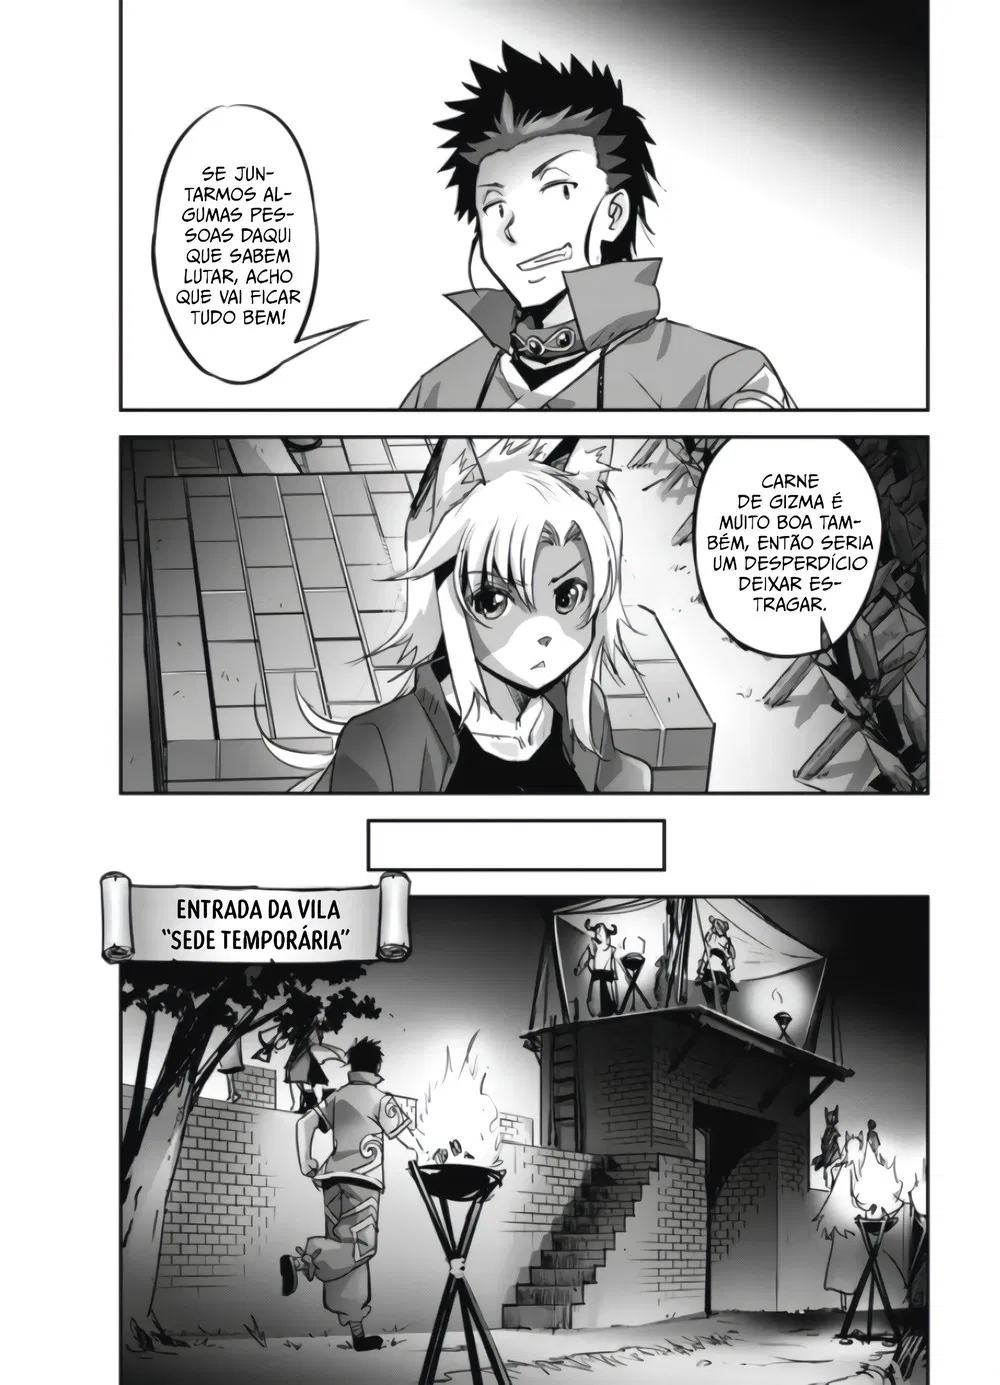 SE JUN-
TARMOS AL-
GUMAS PES-
SOAS DAQUI
QUE SABEM
LUTAR, ACHO
QUE VAI FICAR
TUDO BEM!
CARNE
DE GIZMA É
MUITO BOA TAM-
BÉM, ENTÃO SERIA
UM DESPERDÍCIO
DEIXAR ES-
TRAGAR.
ENTRADA DA VILA
"SEDE TEMPORÁRIA"